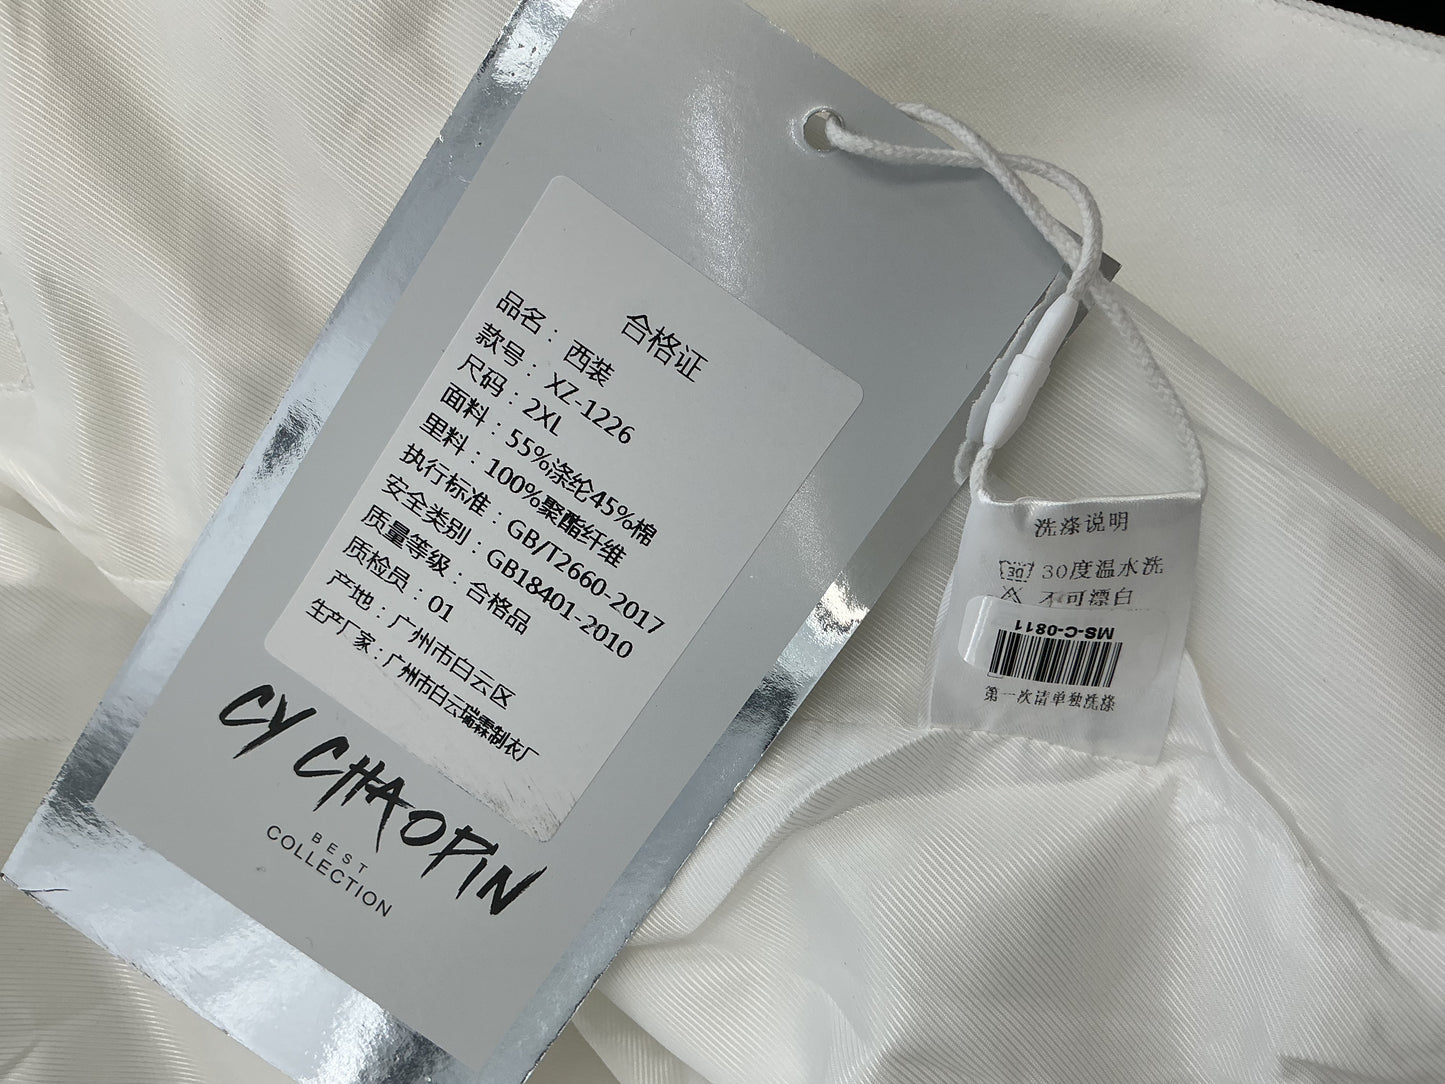 合格证
品名： 西装
款号： XZ-1226
尺码：2XL
面料：55%涤纶45%棉
里料：100%聚酯纤维
执行标准：GB/T2660-2017
安全类别：GB18401-2010
质量等级：合格品
质检员：01
产地：广州市白云区
生产厂家：广州市白云瑞霖制衣厂
CY CHAOPIN
BEST
COLLECTION
洗涤说明
30 30度温水洗
不可漂白
MS-C-0811
第一次请单独洗涤